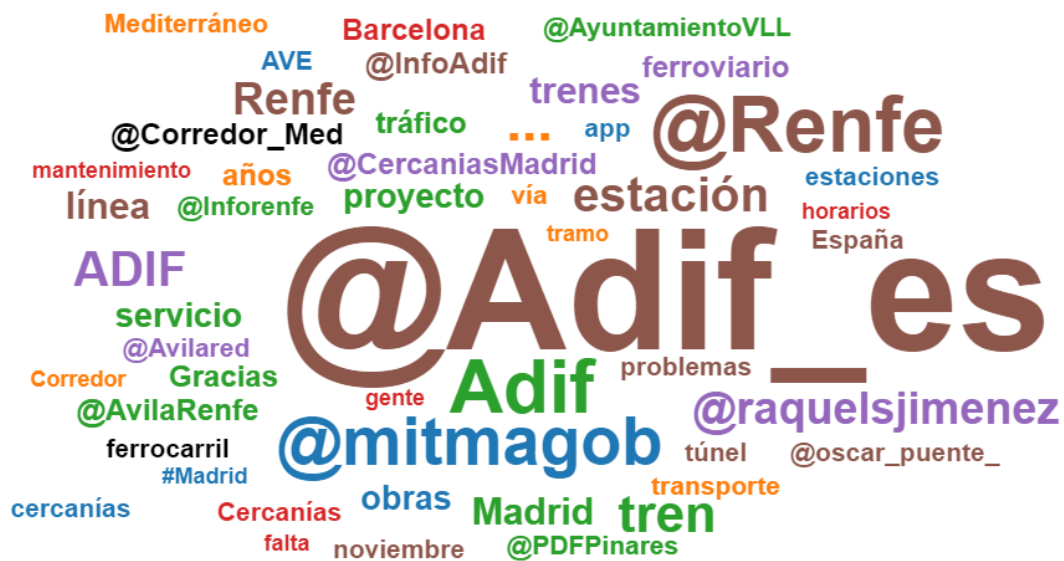 Mediterráneo
Barcelona
@AyuntamientoVLL
AVE
@InfoAdif
ferroviario
Renfe
trenes
@Renfe
@Corredor_Med
tráfico
...
app
mantenimiento
años
@CercaniasMadrid
estaciones
línea
@Inforenfe
proyecto
vía
estación
horarios
tramo
España
ADIF
@Adif_es
servicio
@Avilared
problemas
Corredor
Gracias
gente
Adif
@AvilaRenfe
@raquelsjimenez
ferrocarril
@mitmagob
túnel
@oscar_puente_
#Madrid
transporte
cercanías
Cercanías
obras
Madrid
tren
falta
noviembre
@PDFPinares